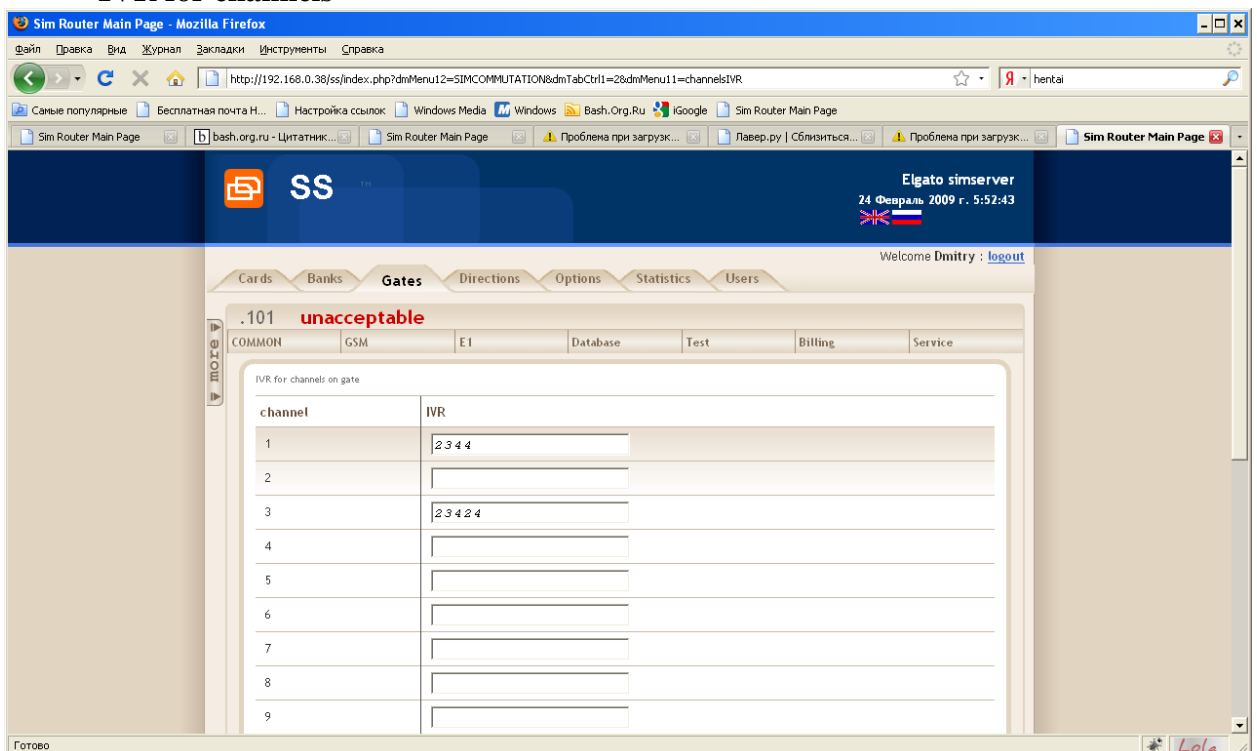 IVR for channels
Sim Router Main Page - Mozilla Firefox
Файл Правка Вид Журнал Закладки Инструменты Справка
http://192.168.0.38/ss/index.php?dmMenu12=SIMCOMMUTATION&dmTabCtrl1=2&dmMenu11=channelsIVR Я hentai
Самые популярные Бесплатная почта H... Настройка ссылок Windows Media Windows Bash.Org.Ru iGoogle Sim Router Main Page
Sim Router Main Page bash.org.ru - Цитатник... Sim Router Main Page Проблема при загрузк... Лавер.ру | Сблизиться... Проблема при загрузк... Sim Router Main Page
SS TM
Elgato simserver
24 Февраль 2009 г. 5:52:43
Welcome Dmitry : logout
Cards Banks Gates Directions Options Statistics Users
.101 unacceptable
more
COMMON GSM E1 Database Test Billing Service
IVR for channels on gate
channel IVR
1 2344
2
3 23424
4
5
6
7
8
9
Готово